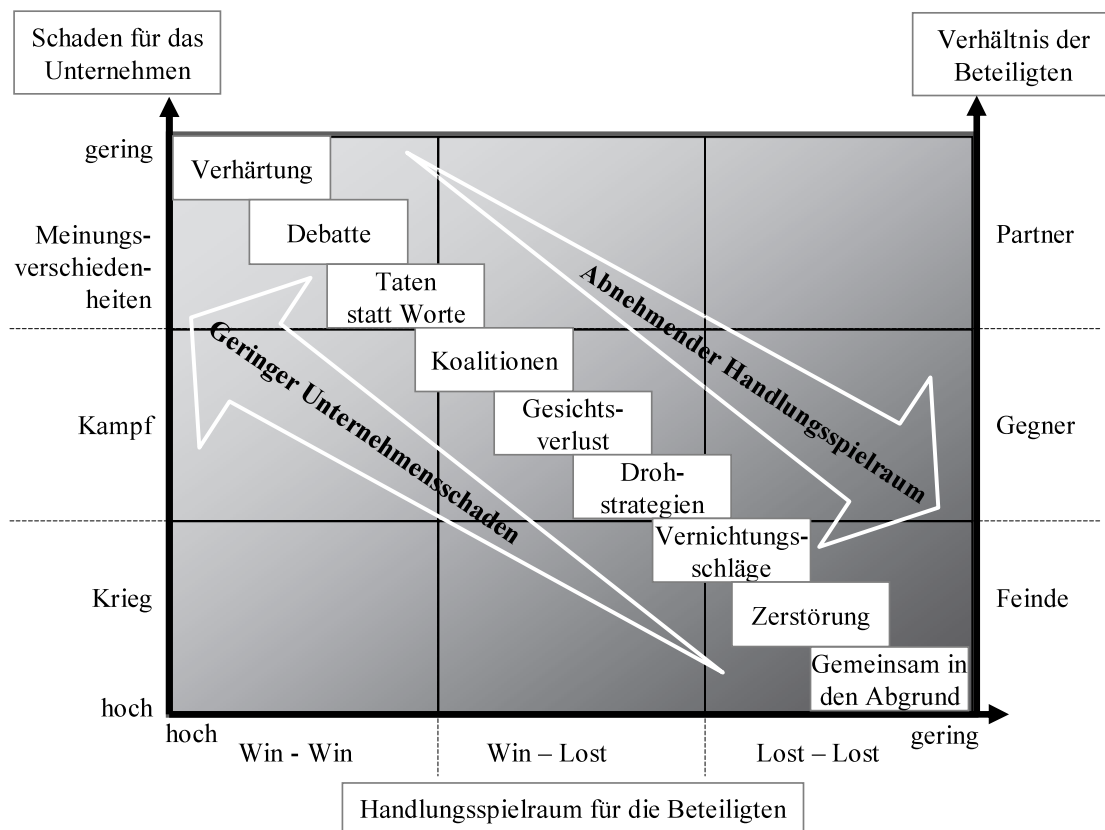 Schaden für das
Unternehmen
Verhältnis der
Beteiligten
gering
Verhärtung
Debatte
Meinungs-
verschieden-
heiten
Partner
Taten
statt Worte
Abnehmender Handlungsspielraum
Geringer Unternehmensschaden
Koalitionen
Kampf
Gesichts-
verlust
Gegner
Droh-
strategien
Vernichtungs-
schläge
Krieg
Zerstörung
Feinde
Gemeinsam in
den Abgrund
hoch
hoch
gering
Win - Win
Win – Lost
Lost – Lost
Handlungsspielraum für die Beteiligten